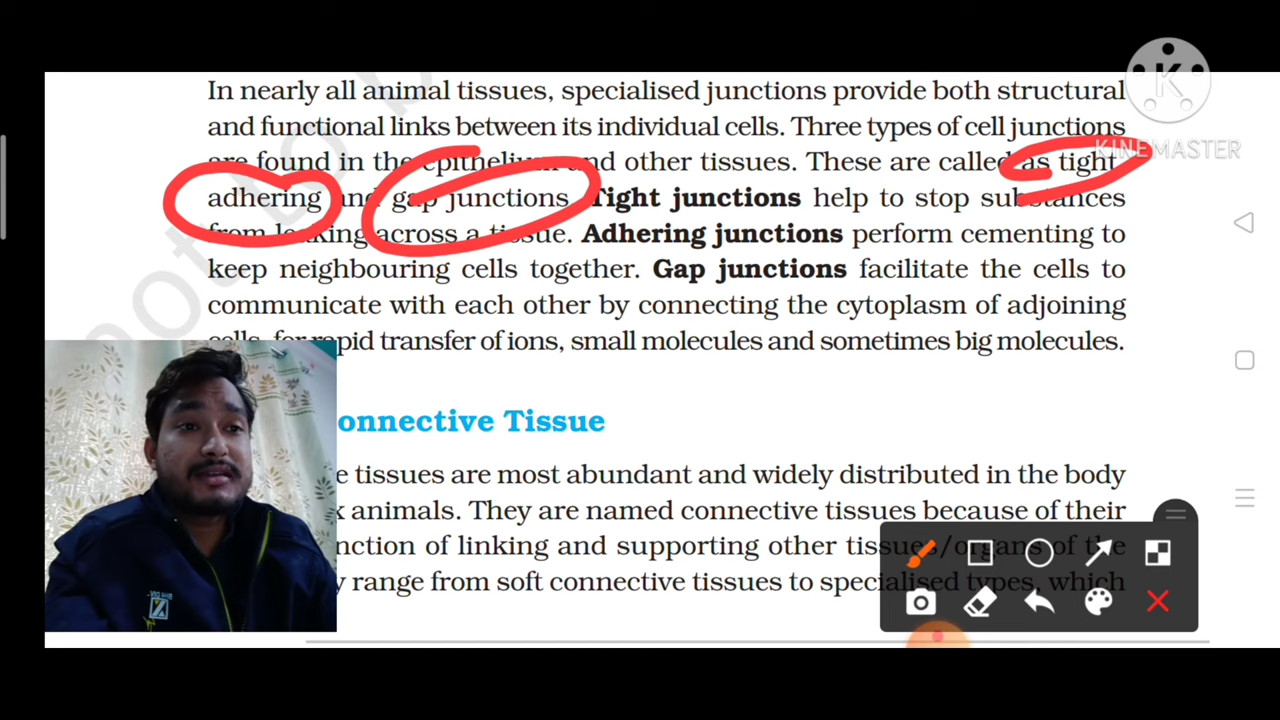 KINEMASTER
In nearly all animal tissues, specialised junctions provide both structural
and functional links between its individual cells. Three types of cell junctions
are found in the epithelium and other tissues. These are called as tight,
adhering and gap junctions. Tight junctions help to stop substances
from leaking across a tissue. Adhering junctions perform cementing to
keep neighbouring cells together. Gap junctions facilitate the cells to
communicate with each other by connecting the cytoplasm of adjoining
cells, for rapid transfer of ions, small molecules and sometimes big molecules.
onnective Tissue
e tissues are most abundant and widely distributed in the body
x animals. They are named connective tissues because of their
nction of linking and supporting other tissues/organs of the
y range from soft connective tissues to specialised types, which